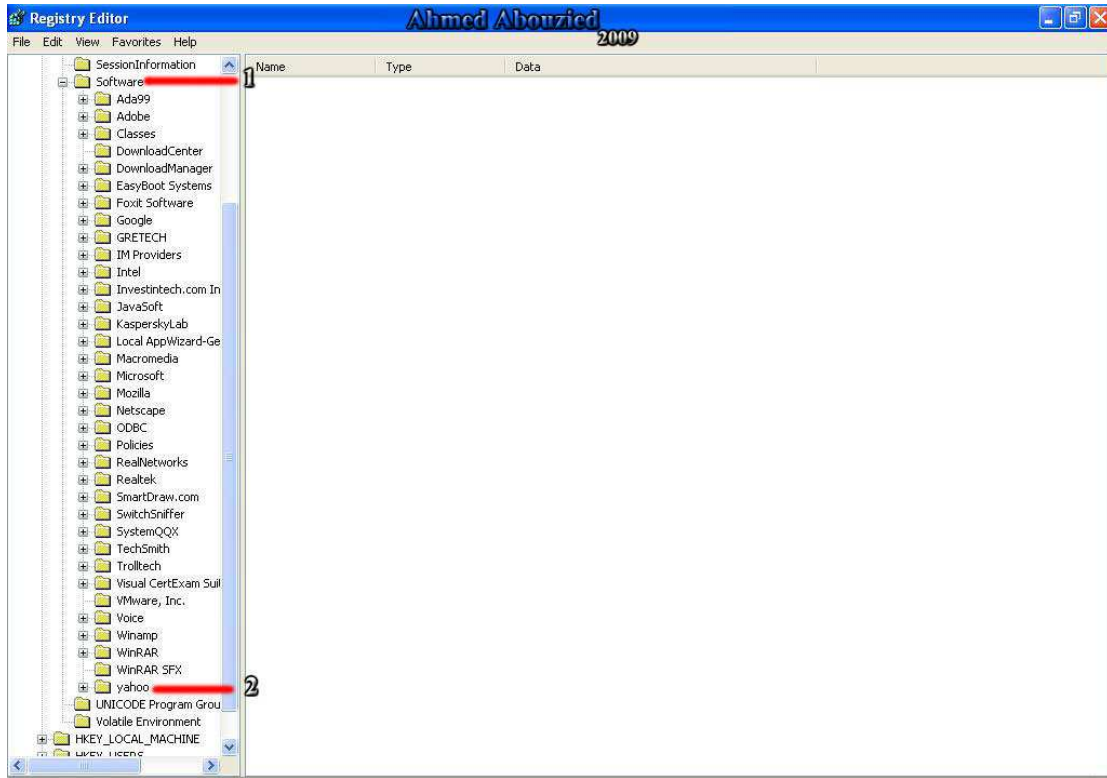 Registry Editor
Ahmed Abouzied
2009
File Edit View Favorites Help
Name Type Data
SessionInformation
Software
1
Ada99
Adobe
Classes
DownloadCenter
DownloadManager
EasyBoot Systems
Foxit Software
Google
GRETECH
IM Providers
Intel
Investintech.com In
JavaSoft
KasperskyLab
Local AppWizard-Ge
Macromedia
Microsoft
Mozilla
Netscape
ODBC
Policies
RealNetworks
Realtek
SmartDraw.com
SwitchSniffer
SystemQQX
TechSmith
Trolltech
Visual CertExam Sui
VMware, Inc.
Voice
Winamp
WinRAR
WinRAR SFX
yahoo
2
UNICODE Program Grou
Volatile Environment
HKEY_LOCAL_MACHINE
HKEY_USERS